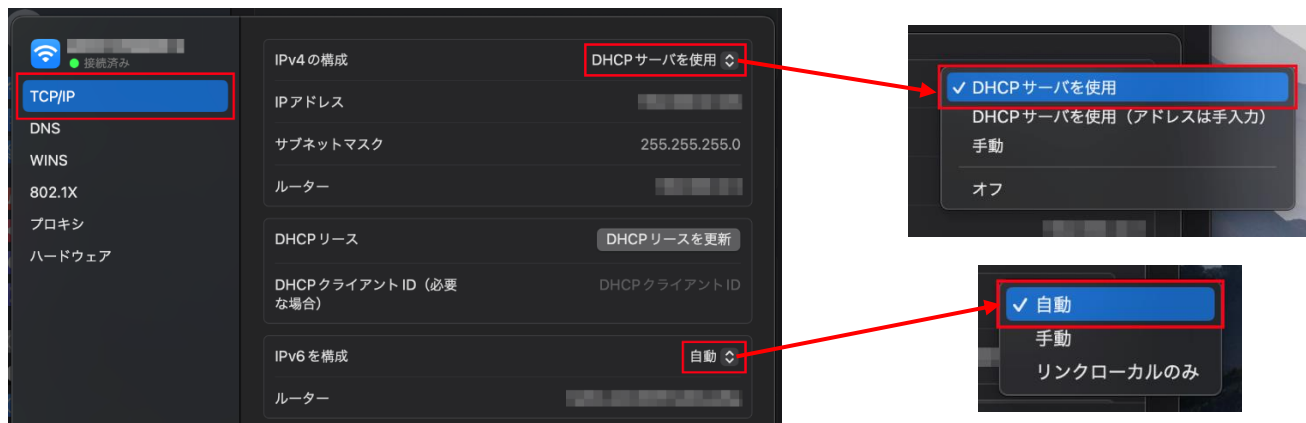 接続済み
TCP/IP
DNS
WINS
802.1X
プロキシ
ハードウェア
IPv4の構成
DHCPサーバを使用
IPアドレス
サブネットマスク
255.255.255.0
ルーター
DHCPリース
DHCPリースを更新
DHCPクライアントID（必要
な場合）
DHCPクライアントID
IPv6を構成
自動
ルーター
✓ DHCPサーバを使用
DHCPサーバを使用（アドレスは手入力）
手動
オフ
✓ 自動
手動
リンクローカルのみ